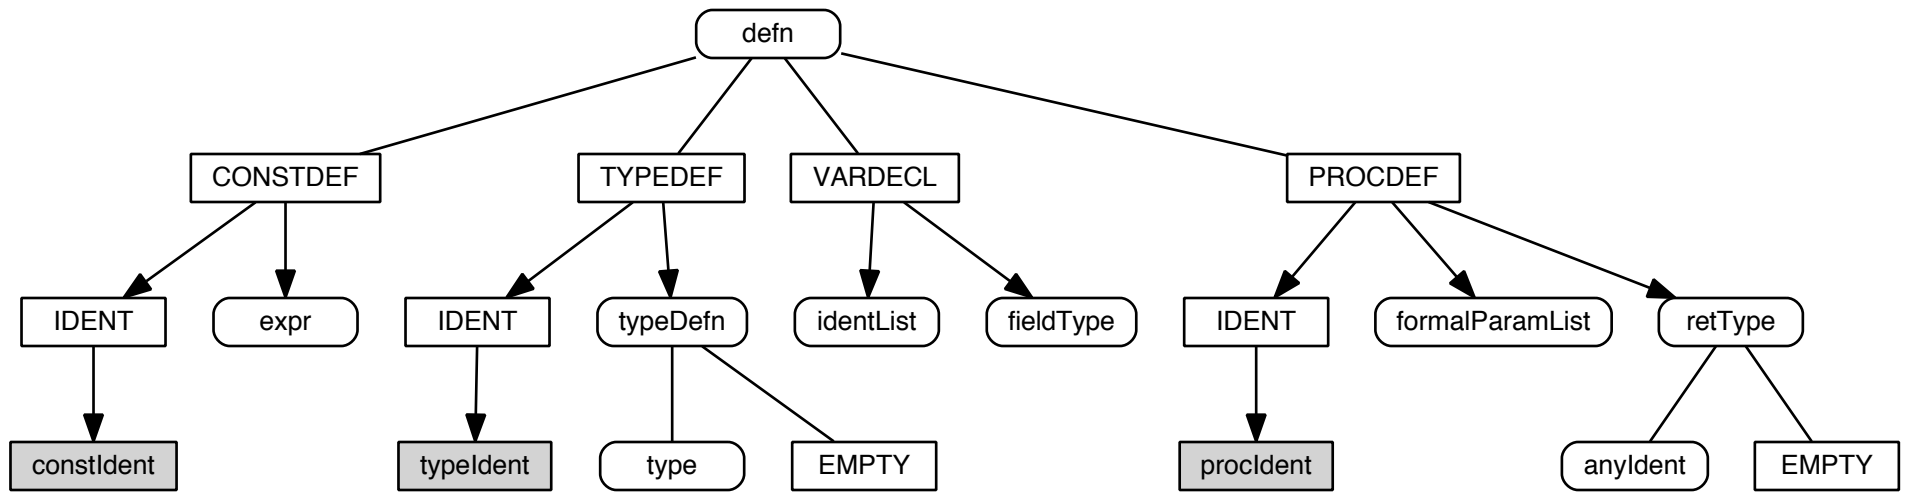 defn
CONSTDEF
TYPEDEF
VARDECL
PROCDEF
IDENT
expr
IDENT
typeDefn
identList
fieldType
IDENT
formalParamList
retType
constIdent
typeIdent
type
EMPTY
procIdent
anyIdent
EMPTY